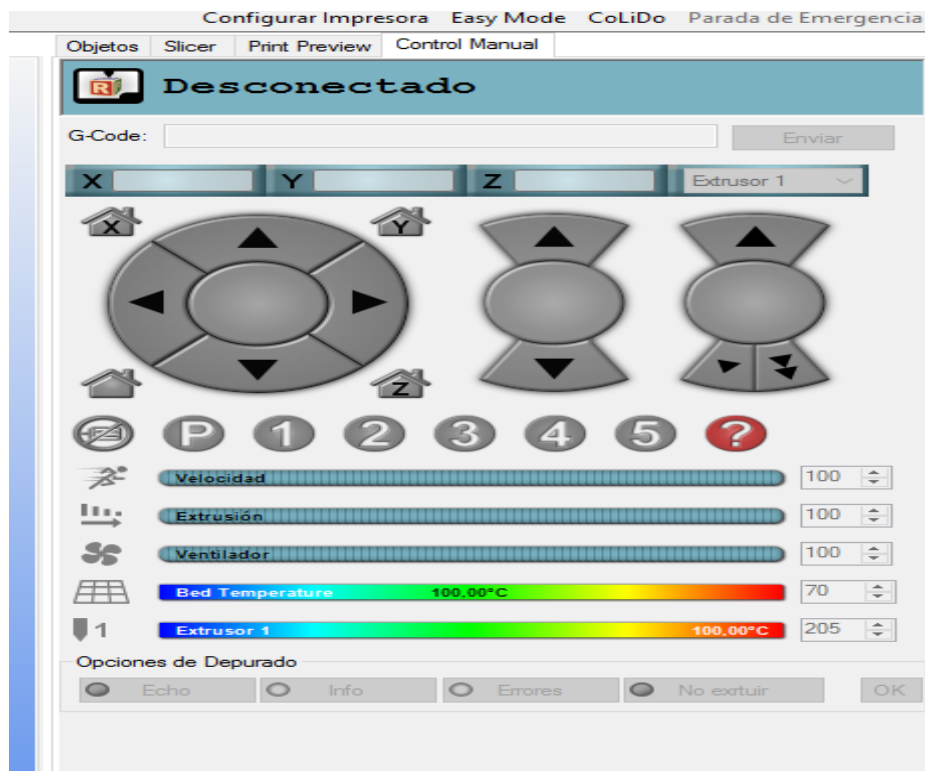 Configurar Impresora Easy Mode CoLiDo Parada de Emergencia
Objetos Slicer Print Preview Control Manual
R Desconectado
G-Code: Enviar
X Y Z Extrusor 1
X Y
Z
P 1 2 3 4 5 ?
Velocidad 100
Extrusión 100
Ventilador 100
Bed Temperature 100,00°C 70
1 Extrusor 1 100,00°C 205
Opciones de Depurado
Echo Info Errores No exrtuir OK